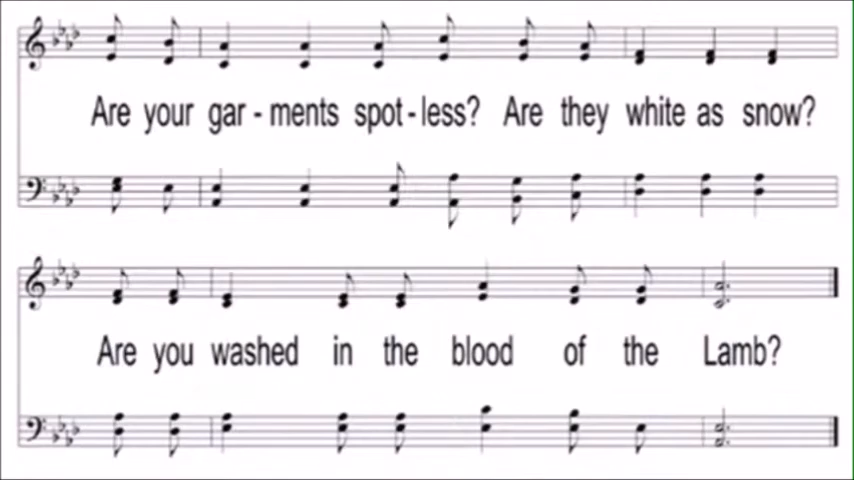 Are your gar - ments spot - less? Are they white as snow?
Are you washed in the blood of the Lamb?